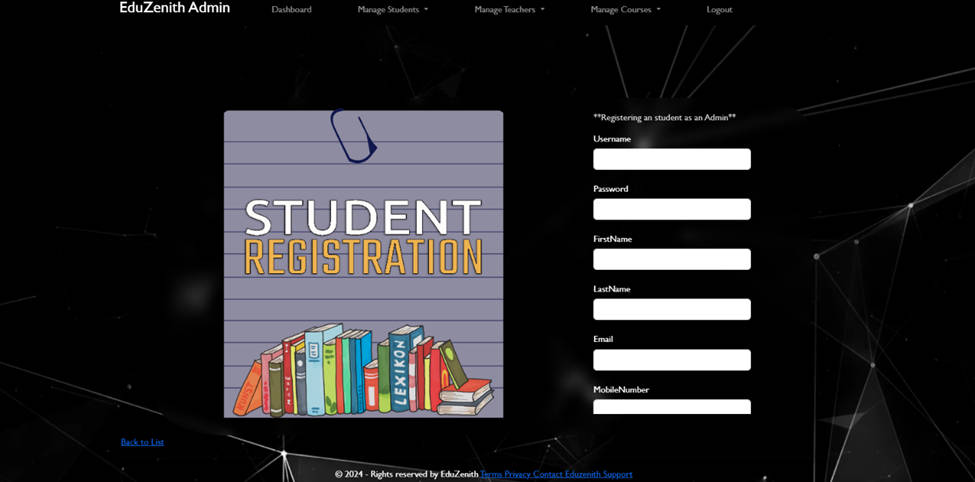 EduZenith Admin Dashboard Manage Students Manage Teachers Manage Courses Logout
STUDENT
REGISTRATION
LEXIKON
**Registering an student as an Admin**
Username
Password
FirstName
LastName
Email
MobileNumber
Back to List
© 2024 - Rights reserved by EduZenith Terms Privacy Contact Eduzenith Support